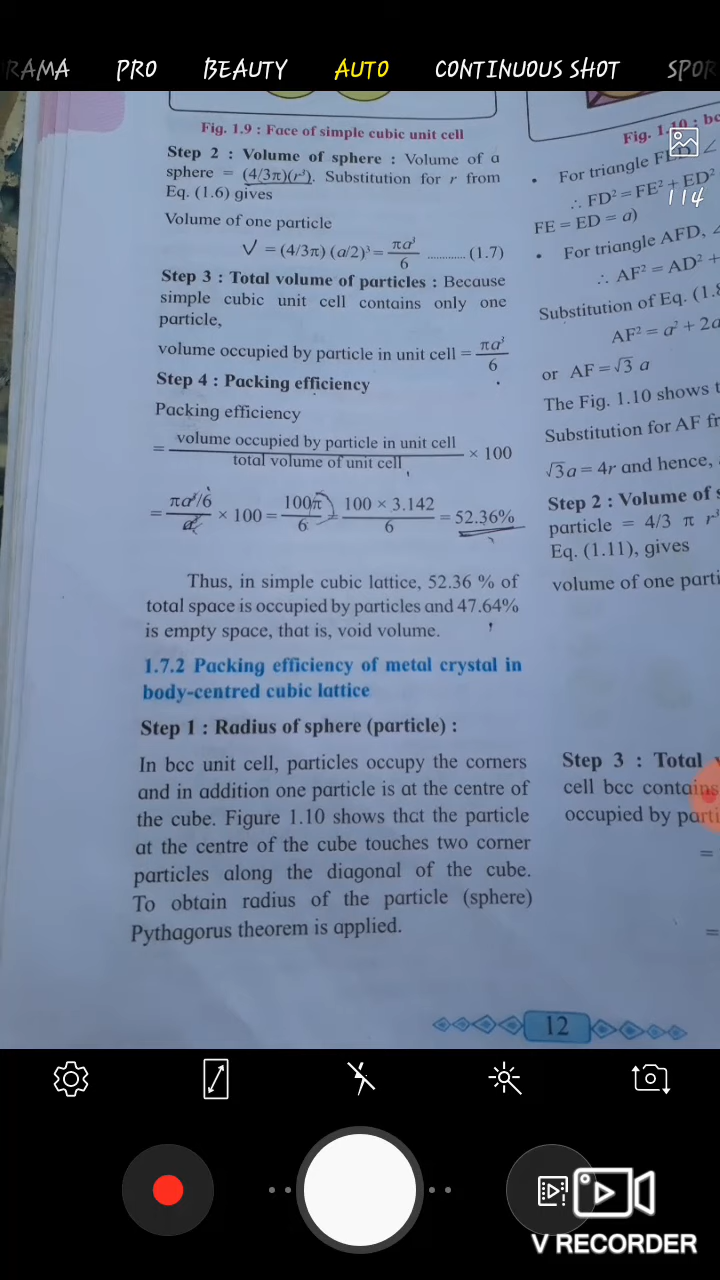 RAMA PRO BEAUTY AUTO CONTINUOUS SHOT SPOR
114
Fig. 1.9 : Face of simple cubic unit cell
Step 2 : Volume of sphere : Volume of a
sphere = (4/3π)(r³). Substitution for r from
Eq. (1.6) gives
Volume of one particle
V = (4/3π) (a/2)³ = πa³/6 ............ (1.7)
Step 3 : Total volume of particles : Because
simple cubic unit cell contains only one
particle,
volume occupied by particle in unit cell = πa³/6
Step 4 : Packing efficiency
Packing efficiency
= volume occupied by particle in unit cell / total volume of unit cell × 100
= πa³/6 / a³ × 100 = 100π/6 = 100 × 3.142 / 6 = 52.36%
Thus, in simple cubic lattice, 52.36 % of
total space is occupied by particles and 47.64%
is empty space, that is, void volume.
1.7.2 Packing efficiency of metal crystal in
body-centred cubic lattice
Step 1 : Radius of sphere (particle) :
In bcc unit cell, particles occupy the corners
and in addition one particle is at the centre of
the cube. Figure 1.10 shows that the particle
at the centre of the cube touches two corner
particles along the diagonal of the cube.
To obtain radius of the particle (sphere)
Pythagorus theorem is applied.
Fig. 1.10 : bc
• For triangle FED ∠
∴ FD² = FE² + ED²
FE = ED = a)
• For triangle AFD, ∠
∴ AF² = AD² +
Substitution of Eq. (1.8
AF² = a² + 2a
or AF = √3 a
The Fig. 1.10 shows t
Substitution for AF fr
√3a = 4r and hence,
Step 2 : Volume of s
particle = 4/3 π r³
Eq. (1.11), gives
volume of one parti
Step 3 : Total v
cell bcc contains
occupied by parti
=
=
12
V RECORDER